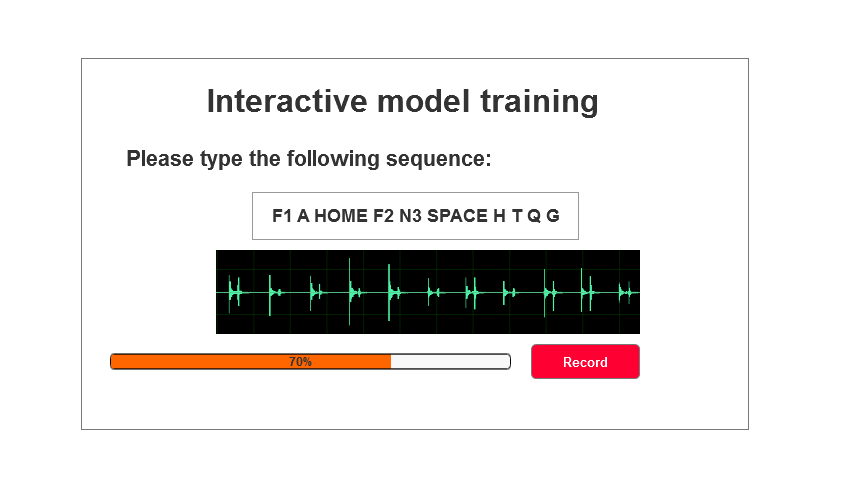 Interactive model training
Please type the following sequence:
F1 A HOME F2 N3 SPACE H T Q G
70%
Record